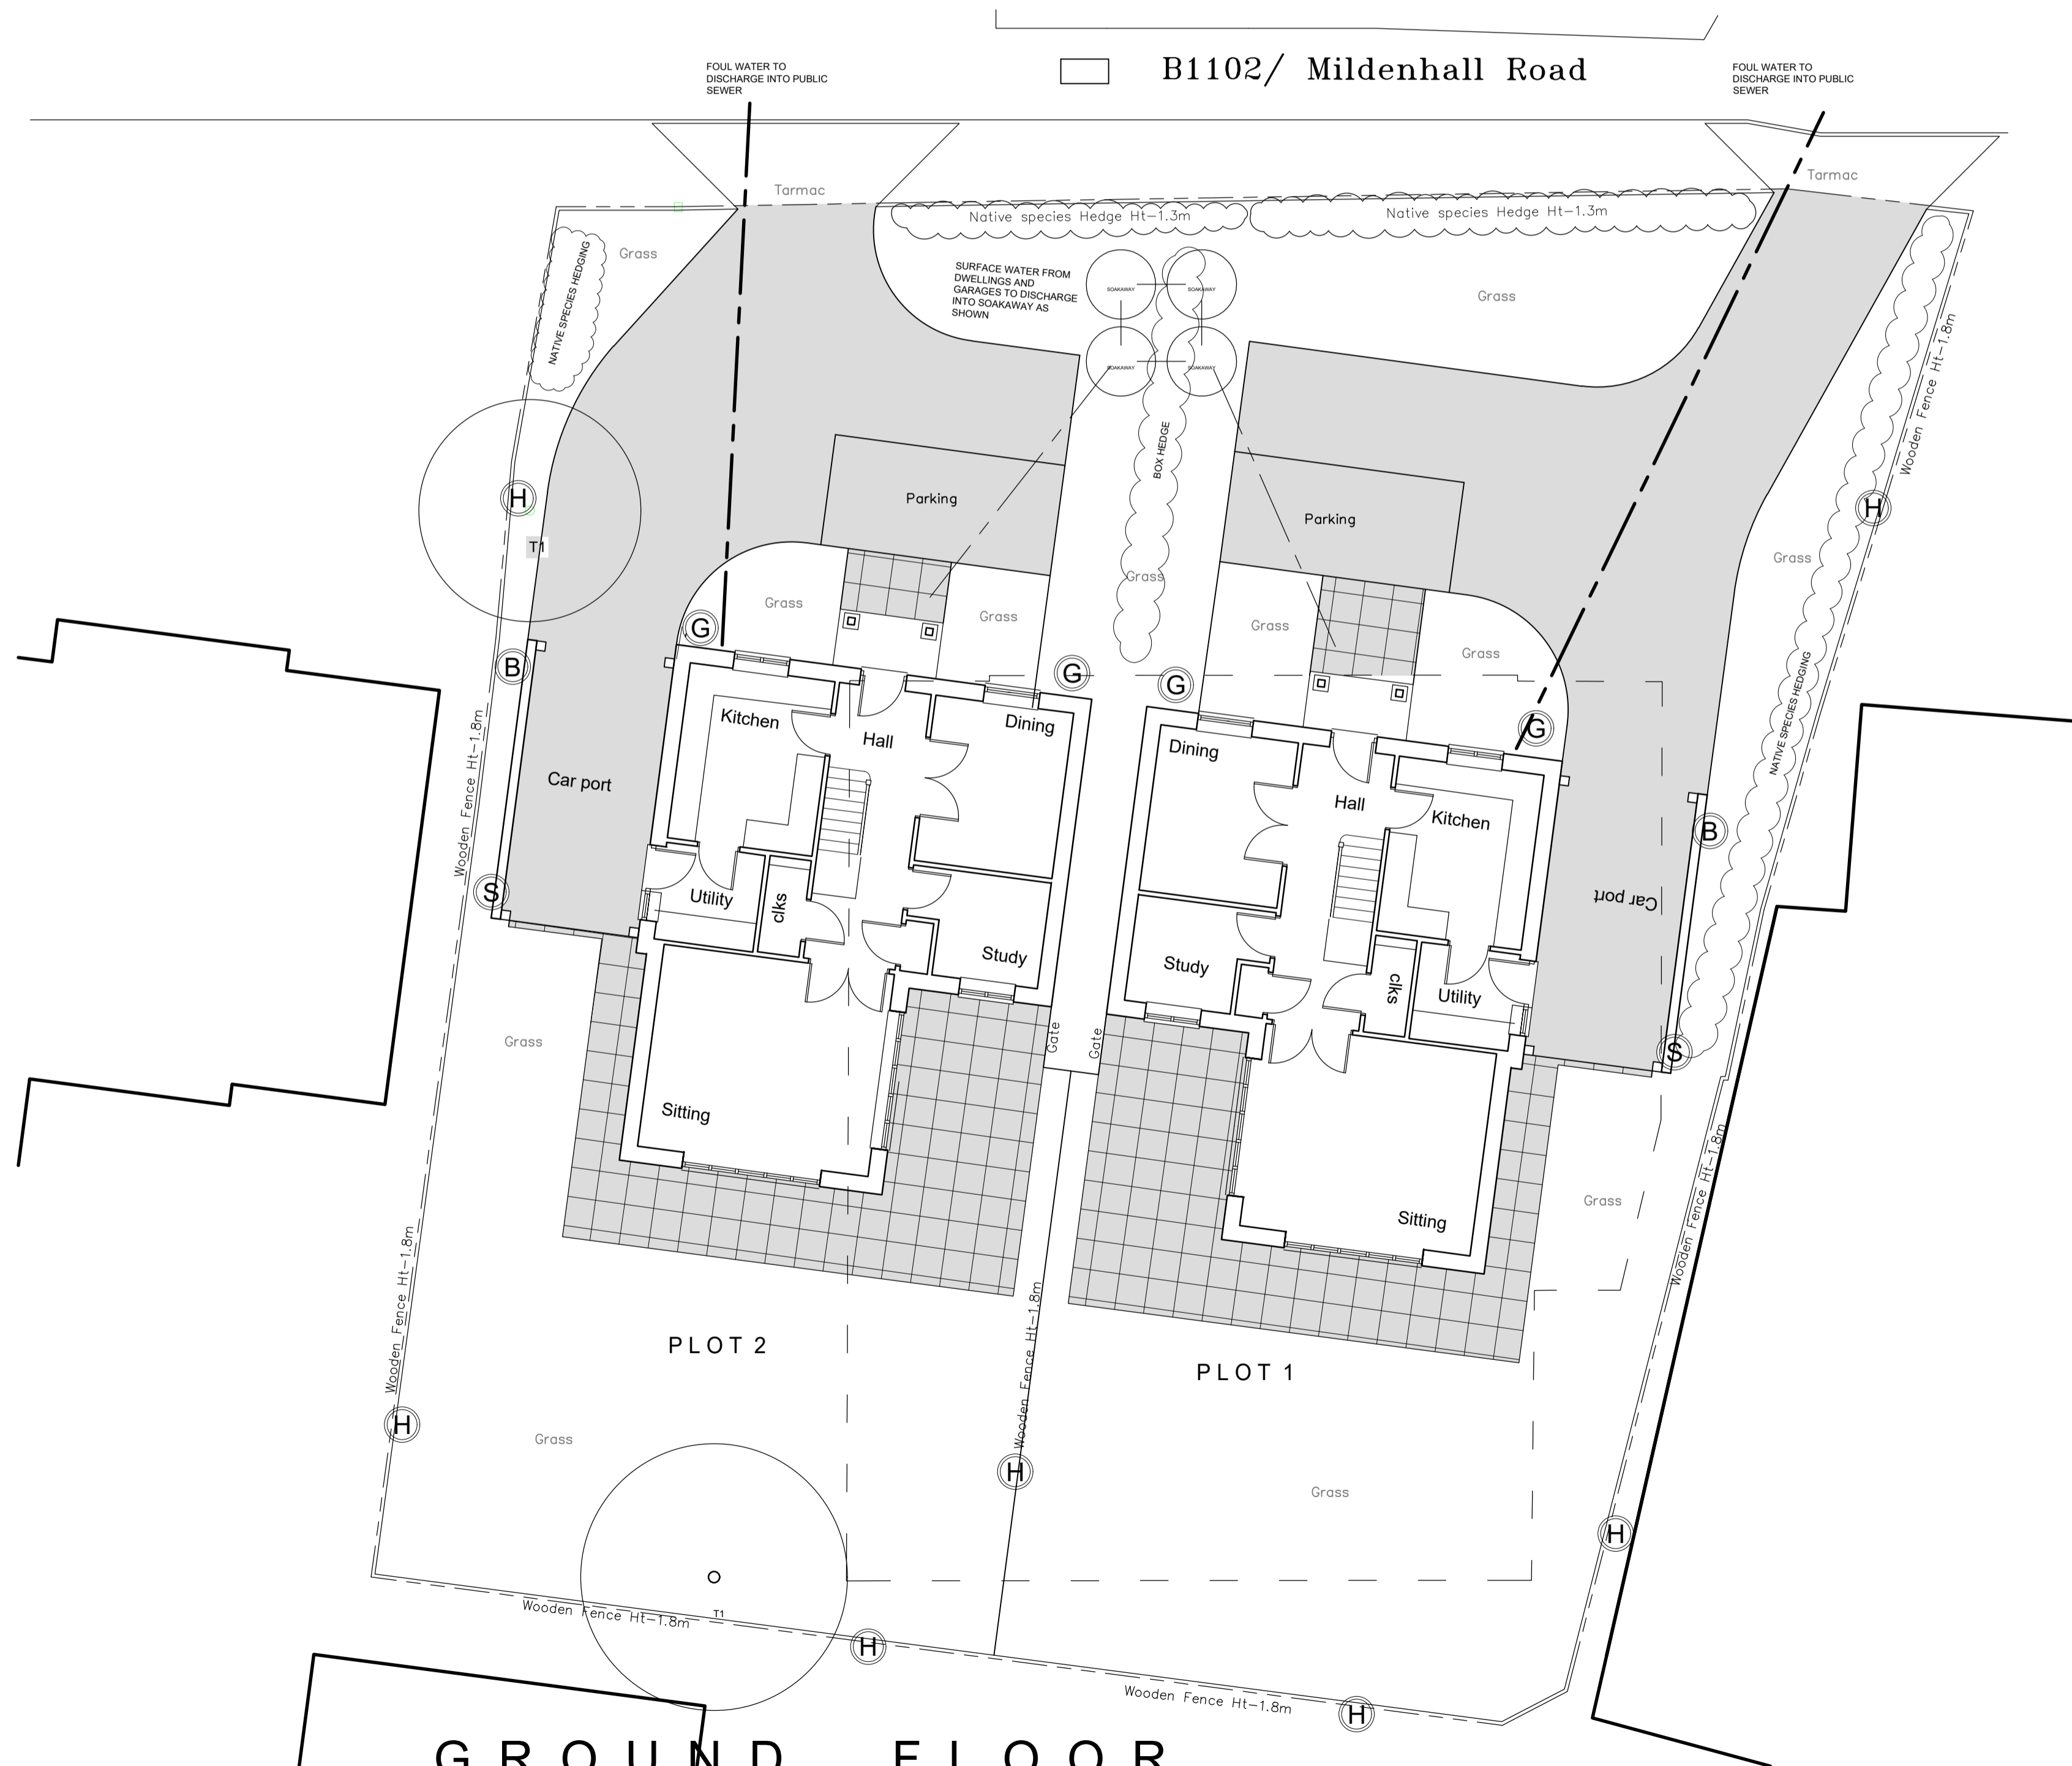 B1102/ Mildenhall Road
FOUL WATER TO
DISCHARGE INTO PUBLIC
SEWER
FOUL WATER TO
DISCHARGE INTO PUBLIC
SEWER
Tarmac
Tarmac
Native species Hedge Ht-1.3m
Native species Hedge Ht-1.3m
NATIVE SPECIES HEDGING
Grass
SURFACE WATER FROM
DWELLINGS AND
GARAGES TO DISCHARGE
INTO SOAKAWAY AS
SHOWN
SOAKAWAY
SOAKAWAY
SOAKAWAY
SOAKAWAY
Grass
Wooden Fence Ht-1.8m
BOX HEDGE
Parking
Parking
H
H
T1
Grass
Grass
Grass
Grass
Grass
Grass
G
B
G
G
G
NATIVE SPECIES HEDGING
Wooden Fence Ht-1.8m
Kitchen
Hall
Dining
Dining
Hall
Kitchen
Car port
B
S
Utility
clks
Study
Study
clks
Utility
Car port
Grass
Gate
Gate
S
Sitting
Sitting
Grass
Wooden Fence Ht-1.8m
Wooden Fence Ht-1.8m
Wooden Fence Ht-1.8m
PLOT 2
PLOT 1
H
Grass
H
Grass
H
T1
Wooden Fence Ht-1.8m
H
Wooden Fence Ht-1.8m
H
GROUND FLOOR